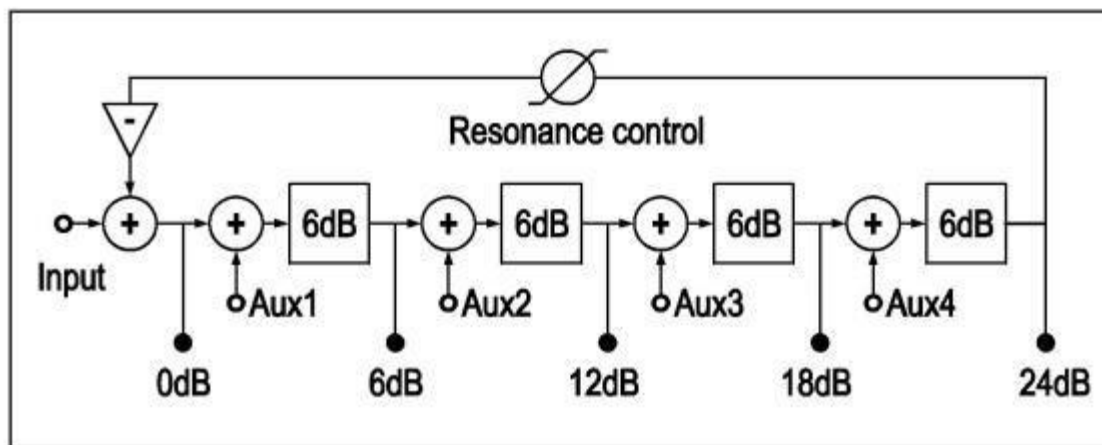 -
Resonance control
+ + 6dB + 6dB + 6dB + 6dB
Input
Aux1 Aux2 Aux3 Aux4
0dB 6dB 12dB 18dB 24dB